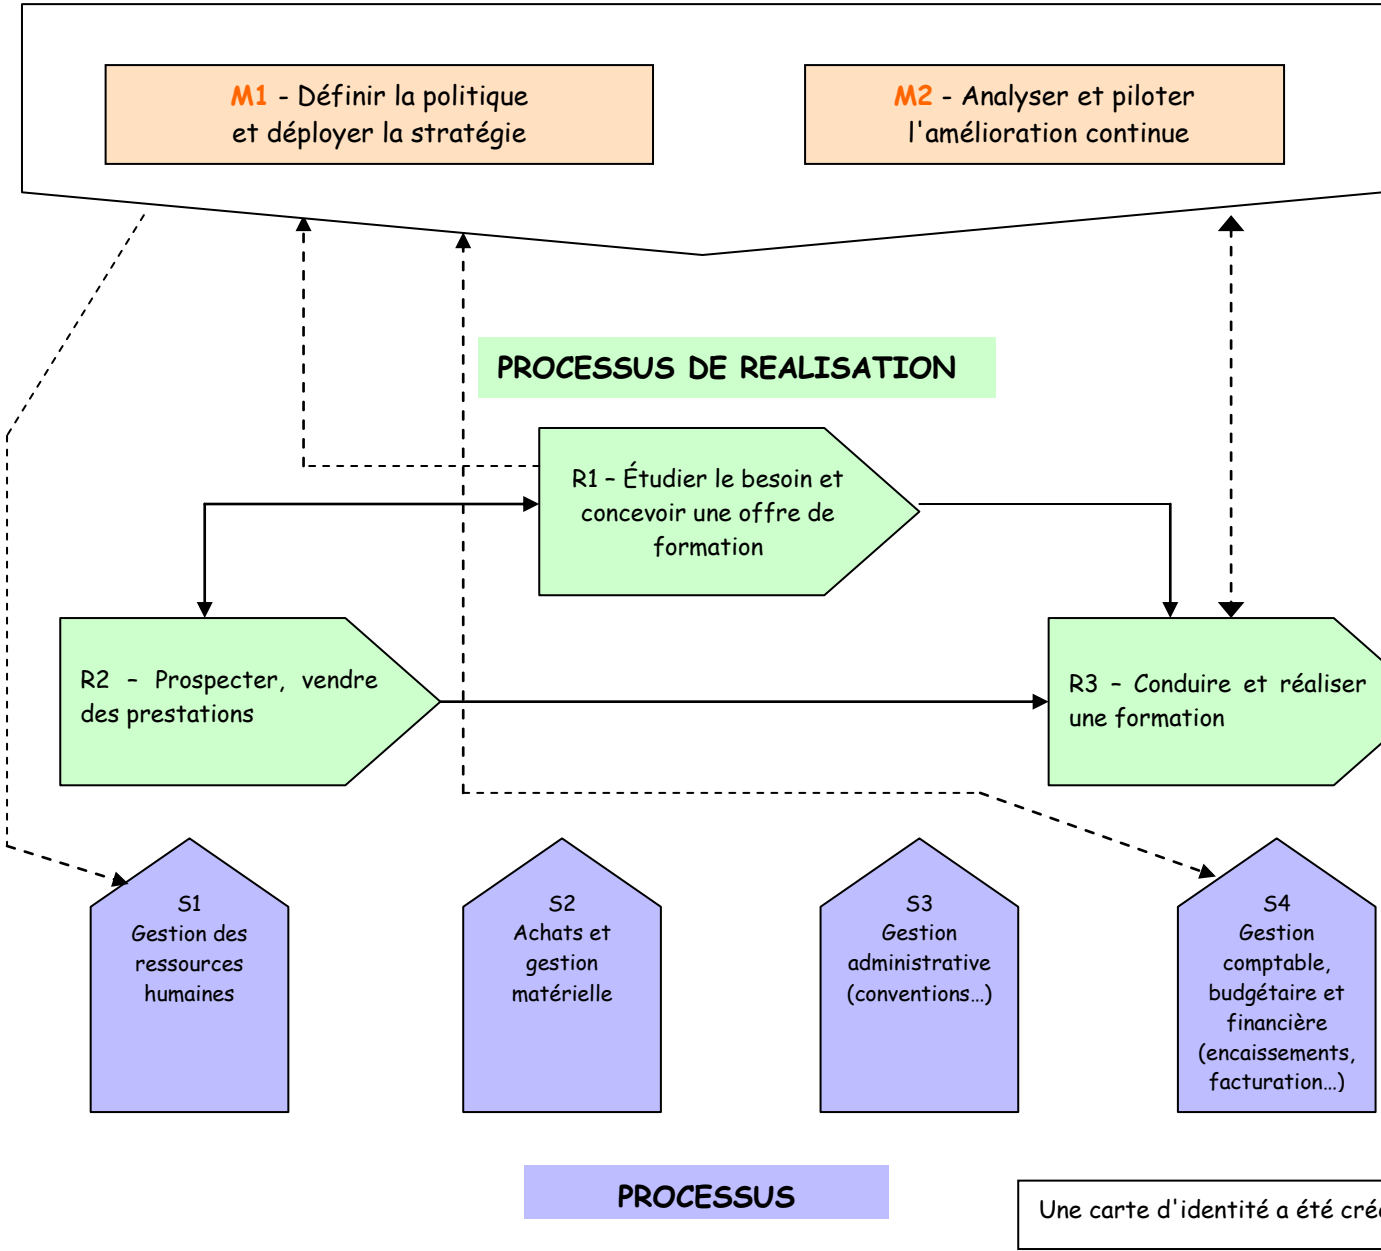 M1 - Définir la politique
et déployer la stratégie
M2 - Analyser et piloter
l'amélioration continue
PROCESSUS DE REALISATION
R1 – Étudier le besoin et
concevoir une offre de
formation
R2 – Prospecter, vendre
des prestations
R3 – Conduire et réaliser
une formation
S1
Gestion des
ressources
humaines
S2
Achats et
gestion
matérielle
S3
Gestion
administrative
(conventions…)
S4
Gestion
comptable,
budgétaire et
financière
(encaissements,
facturation…)
PROCESSUS
Une carte d'identité a été